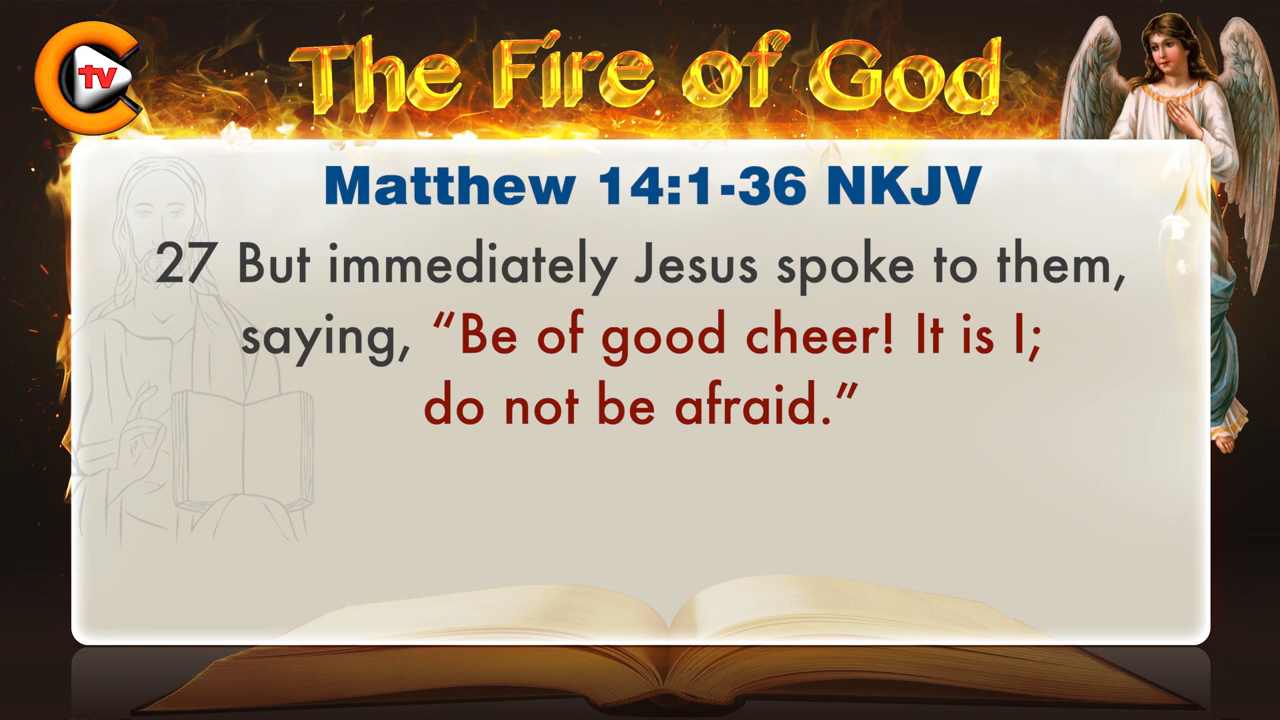 tv
The Fire of God
Matthew 14:1-36 NKJV
27 But immediately Jesus spoke to them,
saying, “Be of good cheer! It is I;
do not be afraid.”